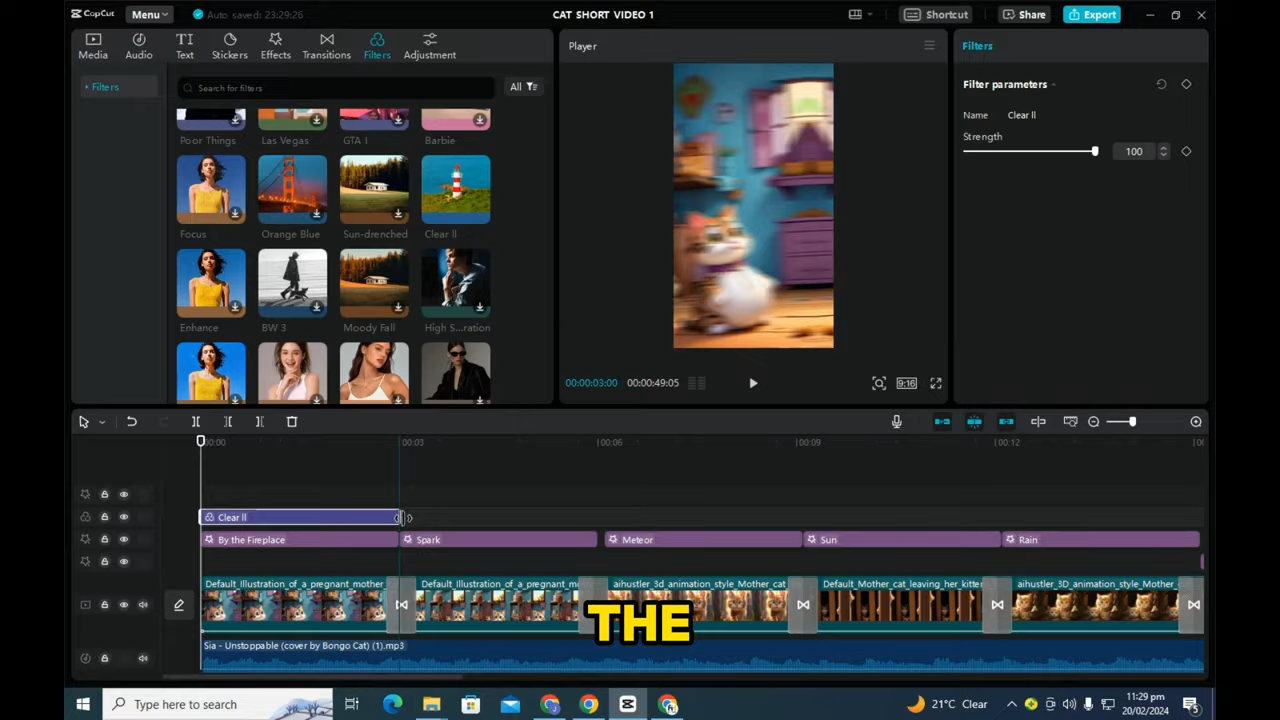 CapCut
Menu
Auto saved: 23:29:26
CAT SHORT VIDEO 1
Shortcut
Share
Export
Media
Audio
Text
Stickers
Effects
Transitions
Filters
Adjustment
Player
Filters
Filters
Search for filters
All
Filter parameters
Name
Clear ll
Strength
100
Poor Things
Las Vegas
GTA I
Barbie
Focus
Orange Blue
Sun-drenched
Clear ll
Enhance
BW 3
Moody Fall
High S...ration
00:00:03:00
00:00:49:05
9:16
00:00
00:03
00:06
00:09
00:12
Clear ll
By the Fireplace
Spark
Meteor
Sun
Rain
Default_Illustration_of_a_pregnant_mother
Default_Illustration_of_a_pregnant_mo
aihustler_3d_animation_style_Mother_cat
Default_Mother_cat_leaving_her_kitten
aihustler_3D_animation_style_Mother_
THE
Sia - Unstoppable (cover by Bongo Cat) (1).mp3
Type here to search
21°C Clear
11:29 pm
20/02/2024
5